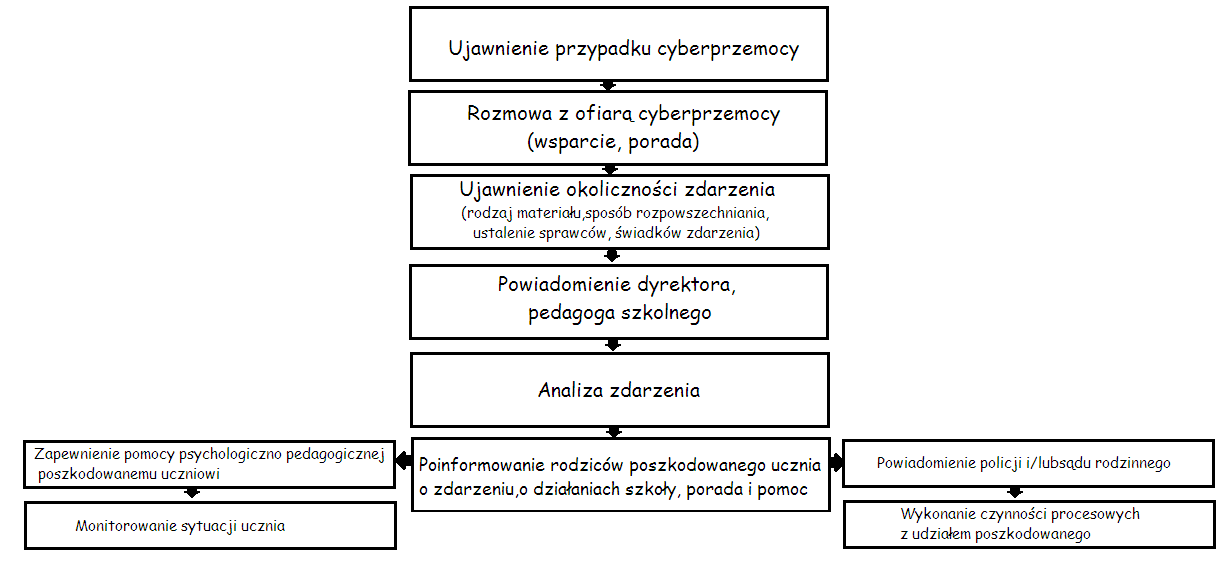 Ujawnienie przypadku cyberprzemocy
Rozmowa z ofiarą cyberprzemocy
(wsparcie, porada)
Ujawnienie okoliczności zdarzenia
(rodzaj materiału,sposób rozpowszechniania,
ustalenie sprawców, świadków zdarzenia)
Powiadomienie dyrektora,
pedagoga szkolnego
Analiza zdarzenia
Poinformowanie rodziców poszkodowanego ucznia
o zdarzeniu,o działaniach szkoły, porada i pomoc
Zapewnienie pomocy psychologiczno pedagogicznej
poszkodowanemu uczniowi
Monitorowanie sytuacji ucznia
Powiadomienie policji i/lubsądu rodzinnego
Wykonanie czynności procesowych
z udziałem poszkodowanego